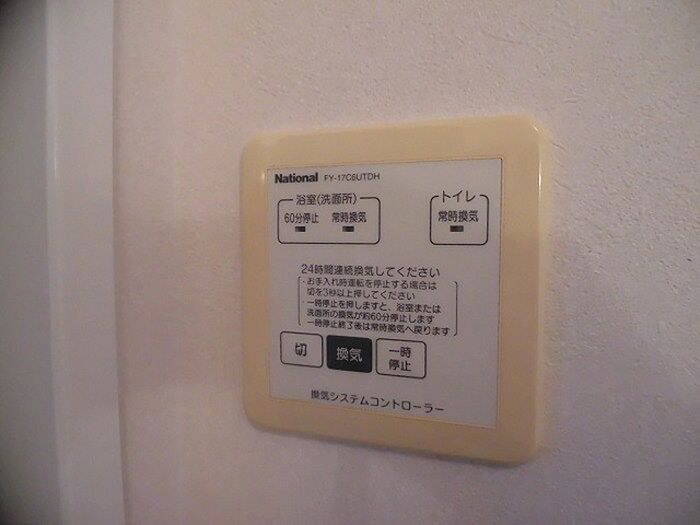 National FY-17C6UTDH
浴室(洗面所)
60分停止 常時換気
トイレ
常時換気
24時間連続換気してください
・お手入れ時運転を停止する場合は
切を3秒以上押してください
・一時停止を押しますと、浴室または
洗面所の換気が約60分停止します
一時停止終了後は常時換気へ戻ります
切
換気
一時
停止
換気システムコントローラー